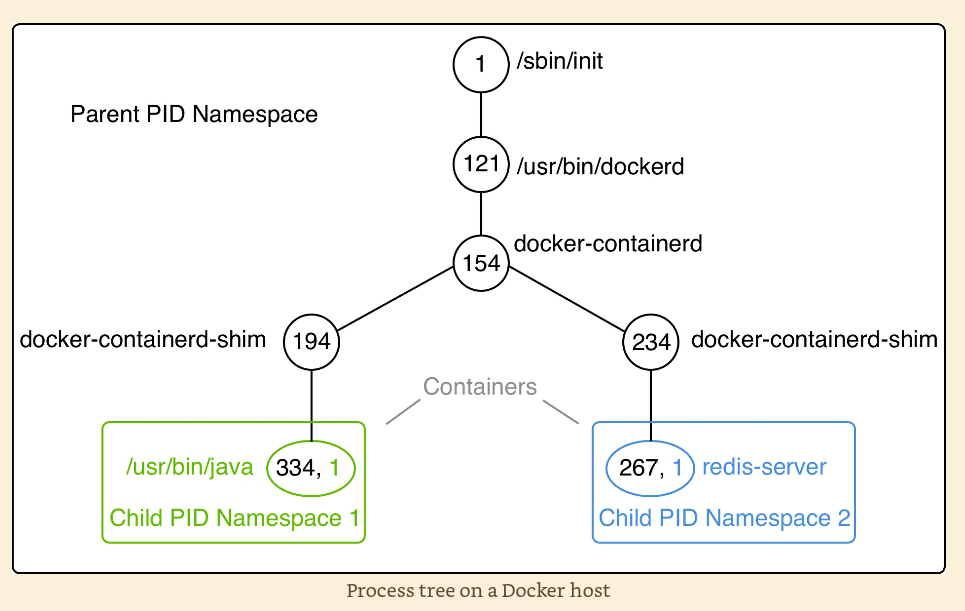 1 /sbin/init
Parent PID Namespace
121 /usr/bin/dockerd
docker-containerd
154
docker-containerd-shim 194
234 docker-containerd-shim
Containers
/usr/bin/java 334, 1
267, 1 redis-server
Child PID Namespace 1
Child PID Namespace 2
Process tree on a Docker host